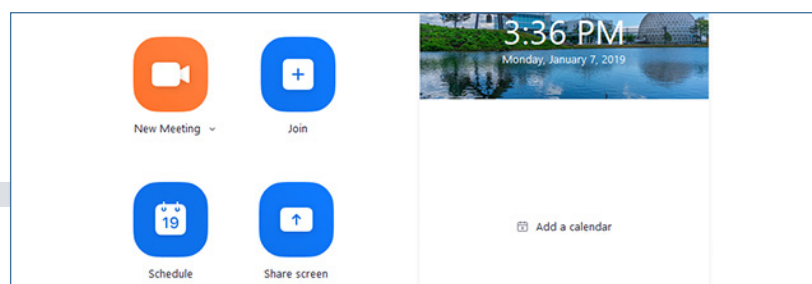 3:36 PM
Monday, January 7, 2019
New Meeting
Join
19
Schedule
Share screen
Add a calendar